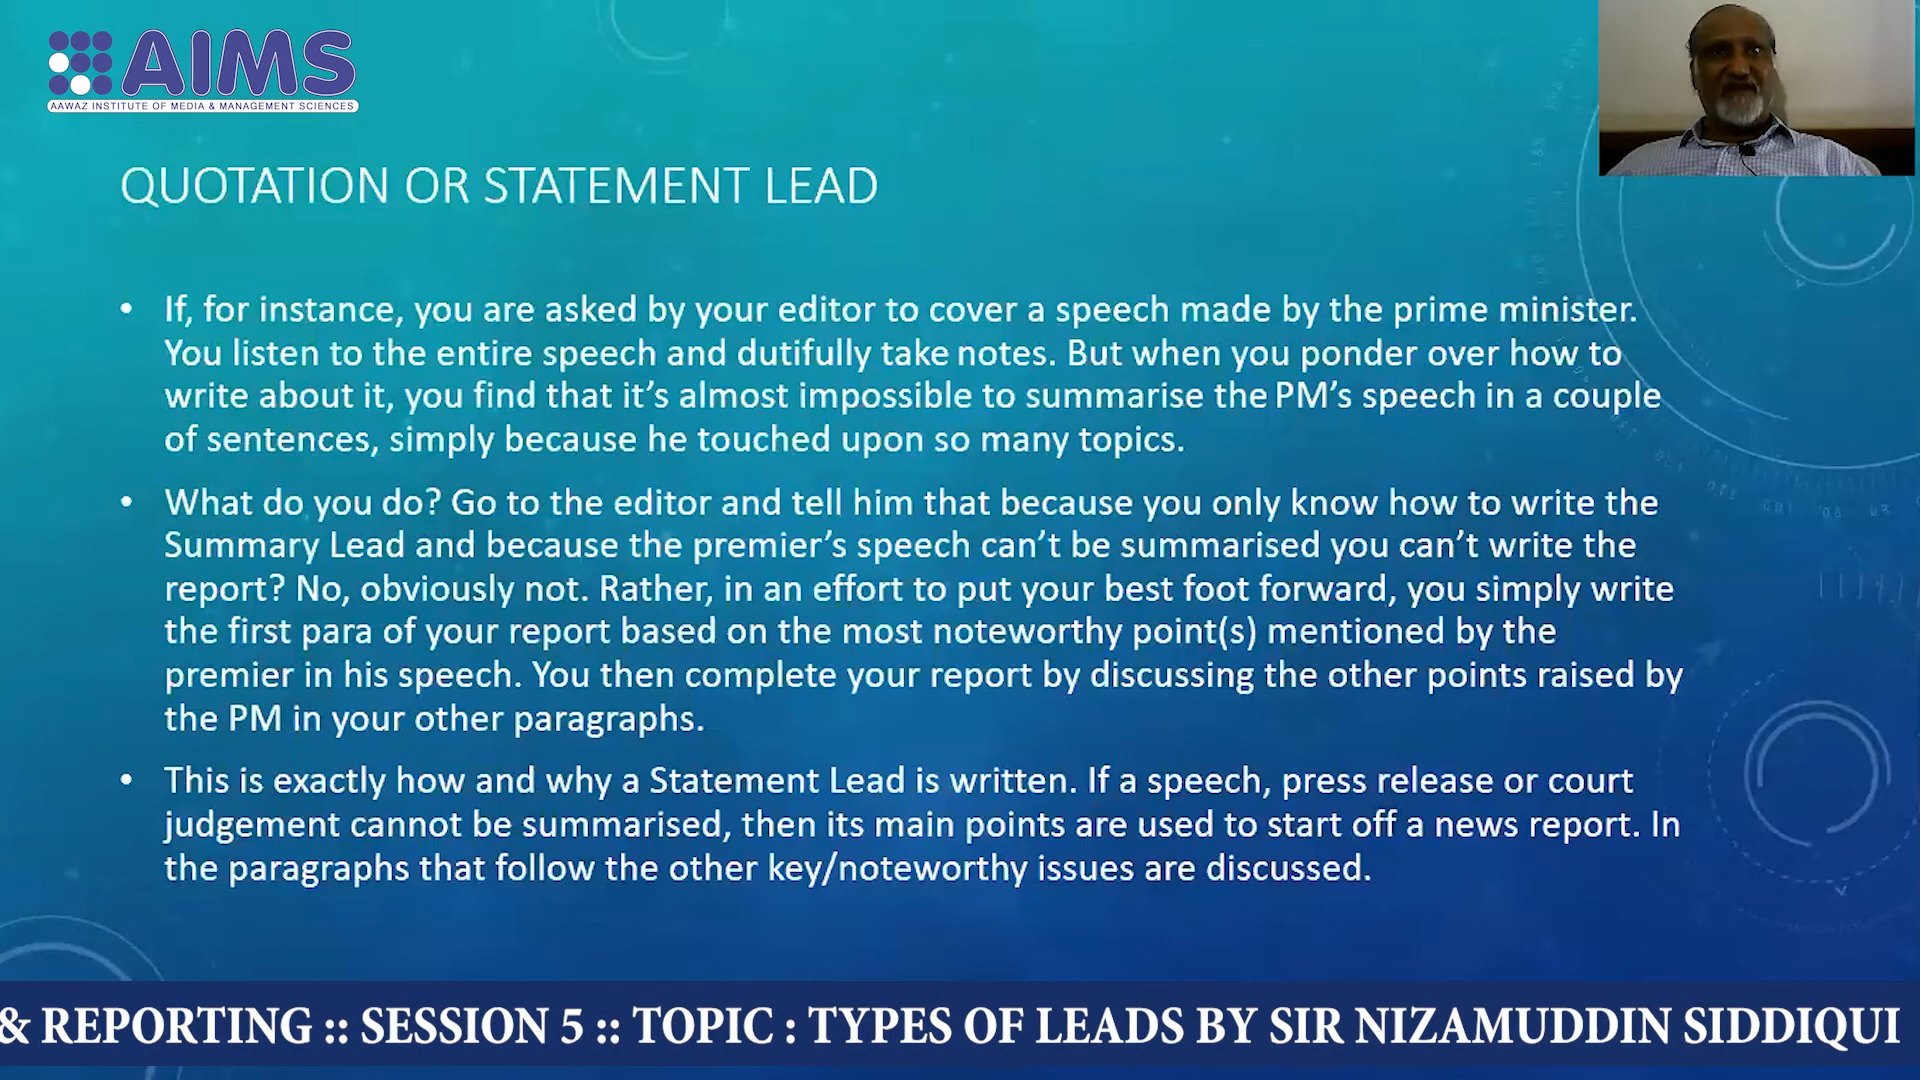 AIMS
AAWAZ INSTITUTE OF MEDIA & MANAGEMENT SCIENCES
QUOTATION OR STATEMENT LEAD
• If, for instance, you are asked by your editor to cover a speech made by the prime minister.
You listen to the entire speech and dutifully take notes. But when you ponder over how to
write about it, you find that it’s almost impossible to summarise the PM’s speech in a couple
of sentences, simply because he touched upon so many topics.
• What do you do? Go to the editor and tell him that because you only know how to write the
Summary Lead and because the premier’s speech can’t be summarised you can’t write the
report? No, obviously not. Rather, in an effort to put your best foot forward, you simply write
the first para of your report based on the most noteworthy point(s) mentioned by the
premier in his speech. You then complete your report by discussing the other points raised by
the PM in your other paragraphs.
• This is exactly how and why a Statement Lead is written. If a speech, press release or court
judgement cannot be summarised, then its main points are used to start off a news report. In
the paragraphs that follow the other key/noteworthy issues are discussed.
& REPORTING :: SESSION 5 :: TOPIC : TYPES OF LEADS BY SIR NIZAMUDDIN SIDDIQUI